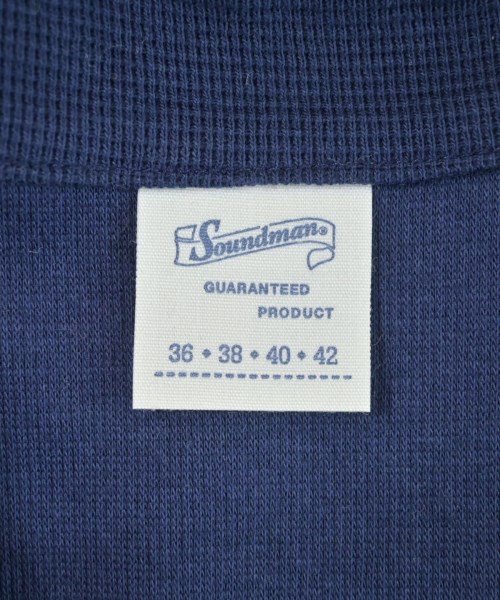 Soundman®
GUARANTEED
PRODUCT
36 • 38 • 40 • 42